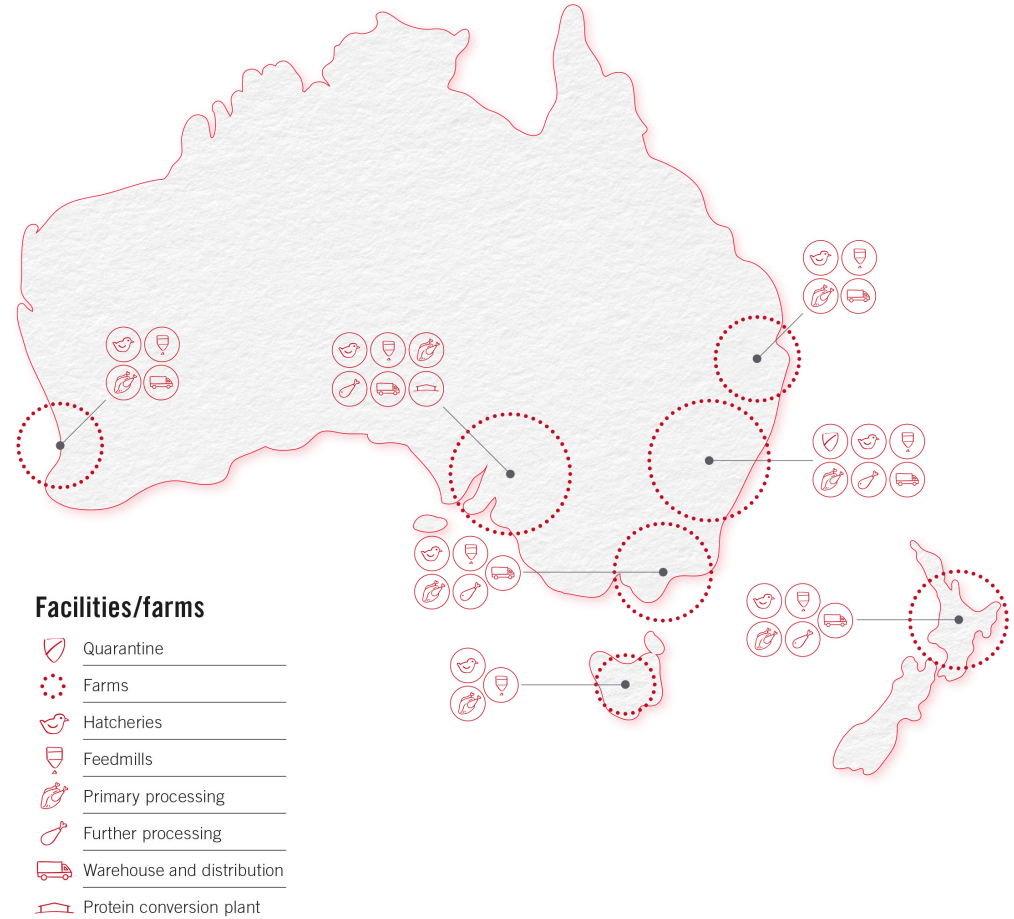 Facilities/farms
Quarantine
Farms
Hatcheries
Feedmills
Primary processing
Further processing
Warehouse and distribution
Protein conversion plant